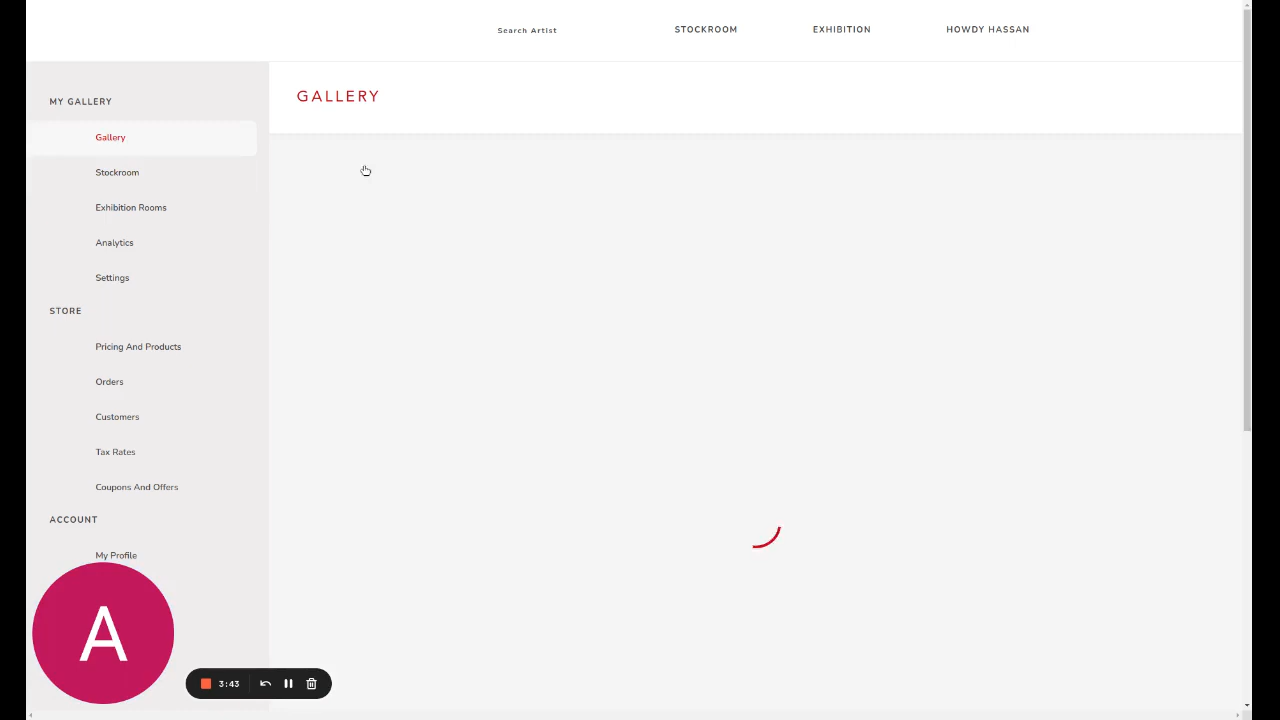 Search Artist
STOCKROOM
EXHIBITION
HOWDY HASSAN
MY GALLERY
Gallery
Stockroom
Exhibition Rooms
Analytics
Settings
STORE
Pricing And Products
Orders
Customers
Tax Rates
Coupons And Offers
ACCOUNT
My Profile
GALLERY
A
3:43